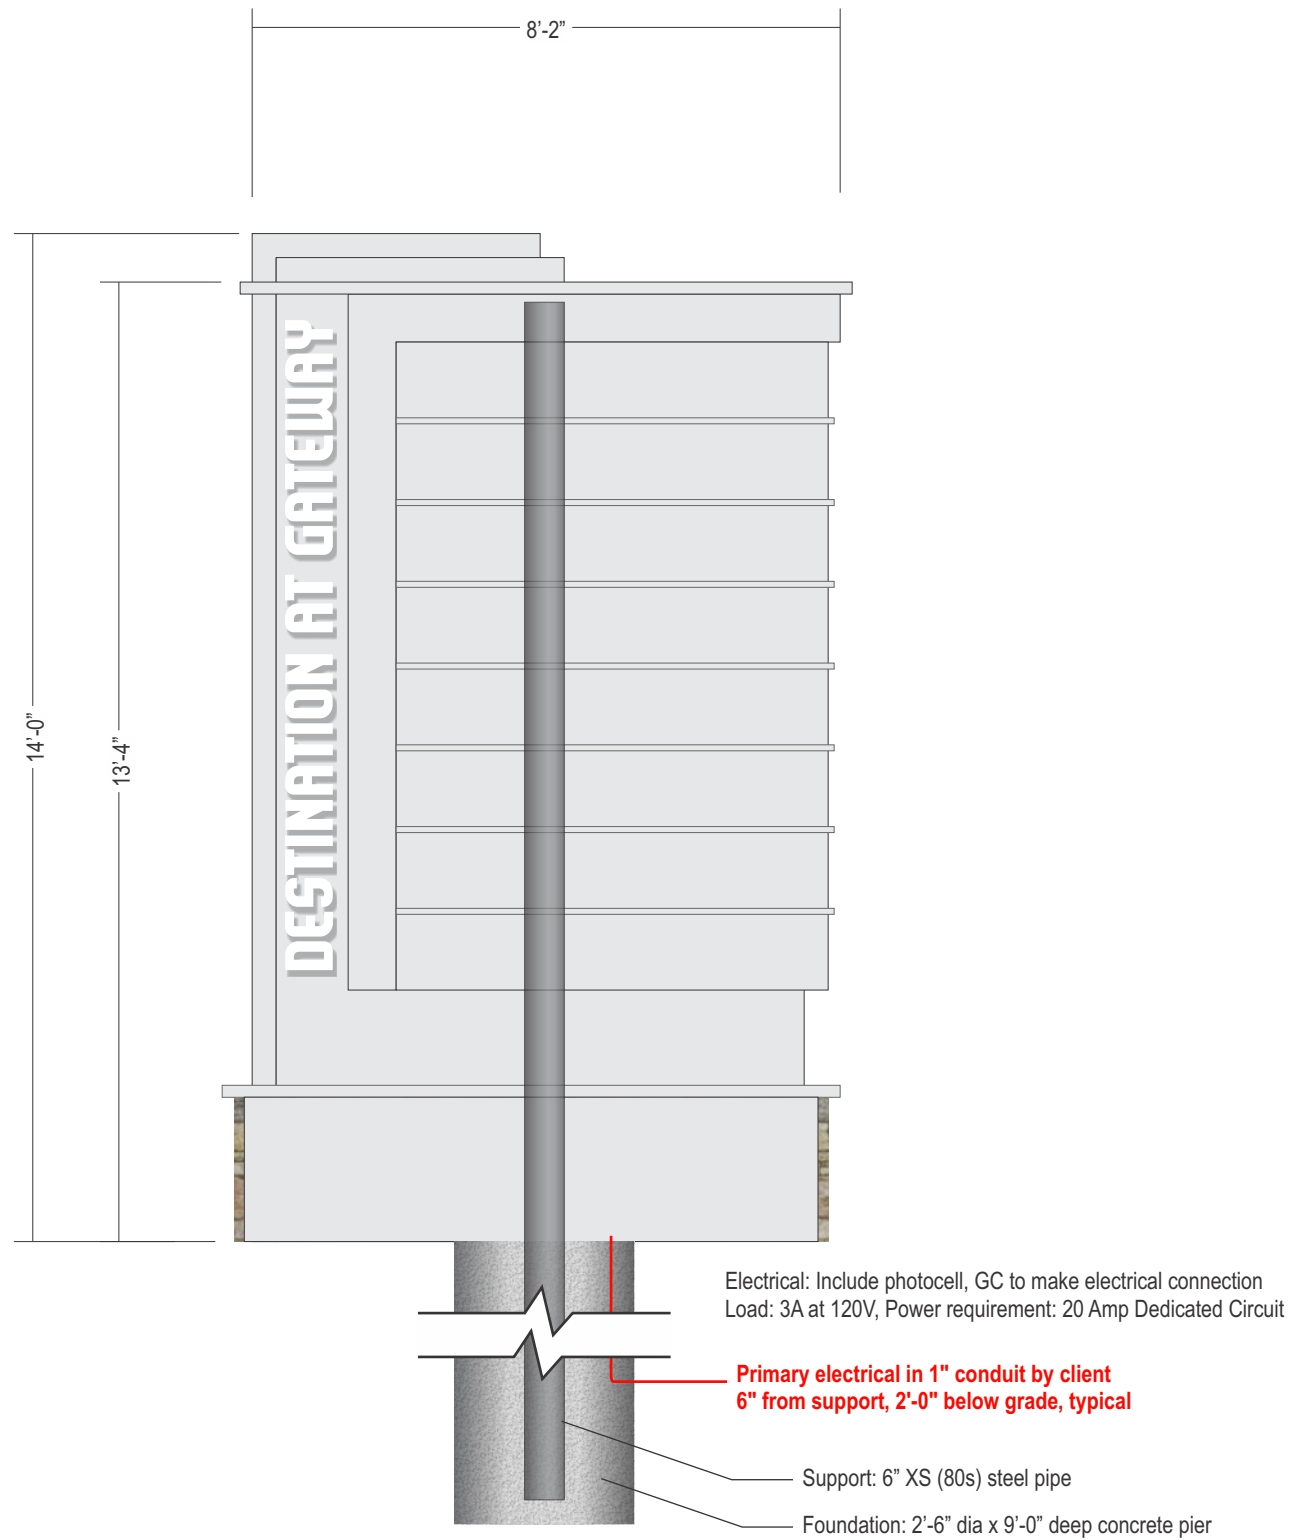 8’-2”
14’-0”
13’-4”
DESTINATION AT GATEWAY
Electrical: Include photocell, GC to make electrical connection
Load: 3A at 120V, Power requirement: 20 Amp Dedicated Circuit
Primary electrical in 1" conduit by client
6" from support, 2'-0" below grade, typical
Support: 6” XS (80s) steel pipe
Foundation: 2’-6” dia x 9’-0” deep concrete pier